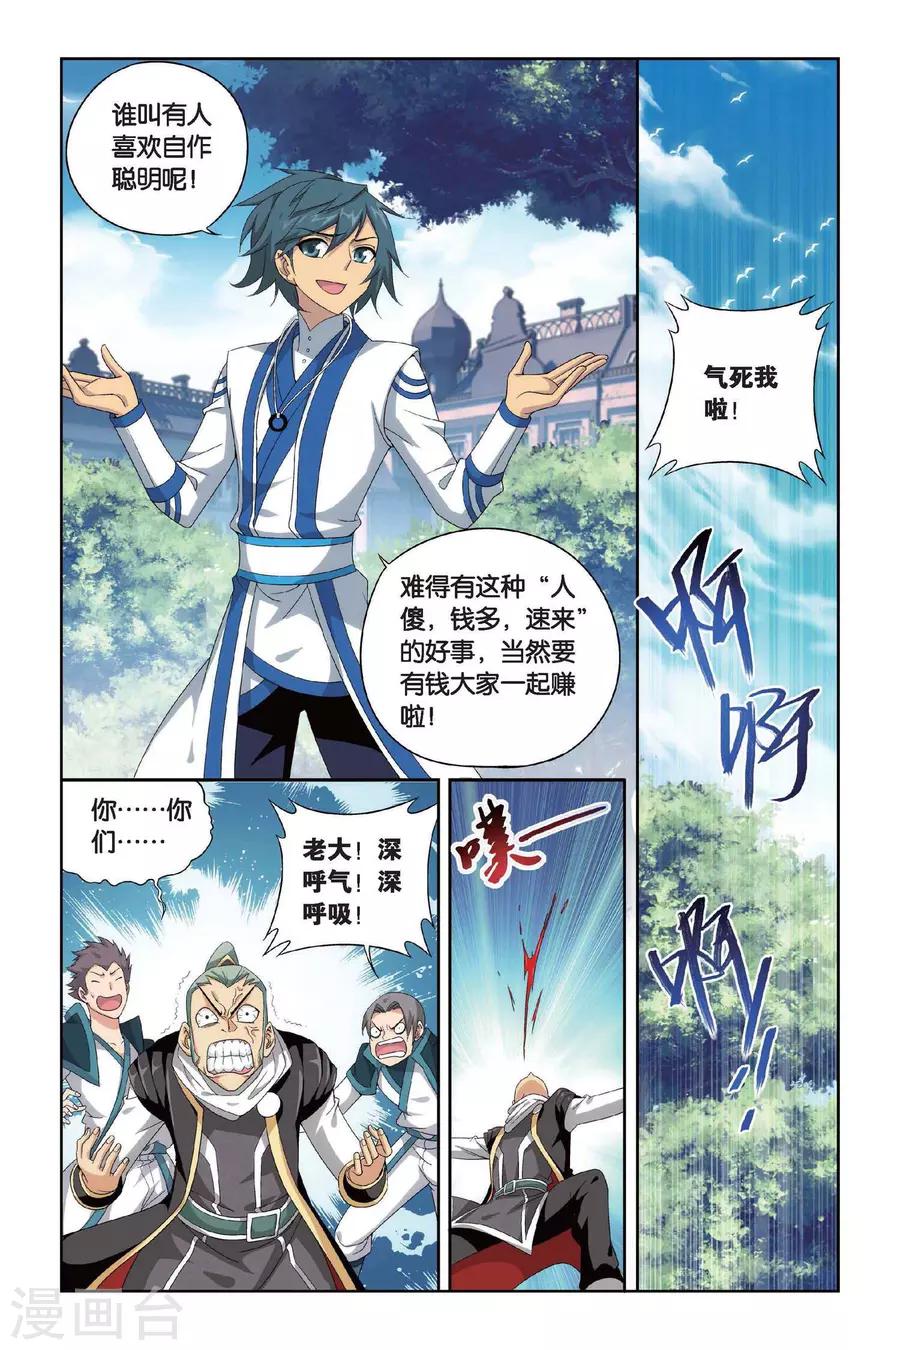 谁叫有人
喜欢自作
聪明呢！
难得有这种“人
傻，钱多，速来”
的好事，当然要
有钱大家一起赚
啦！
你……你
们……
老大！深
呼气！深
呼吸！
噗
气死我
啦！
啊
啊
啊!!
漫画台